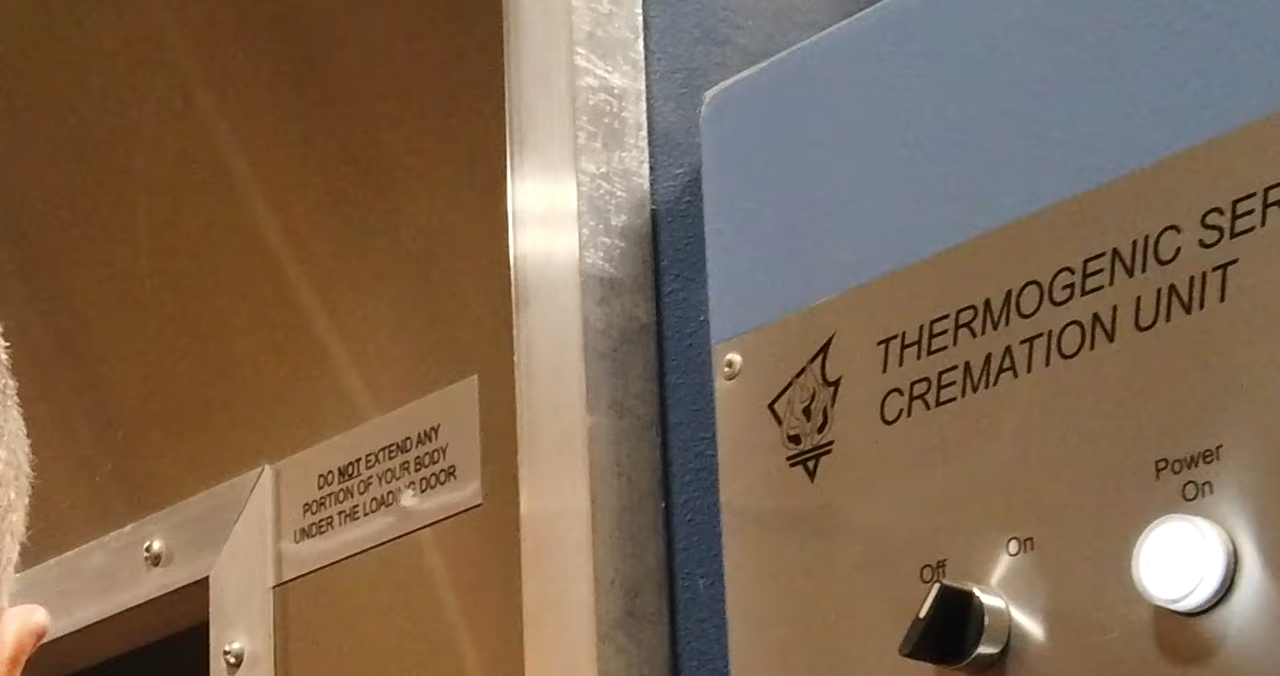 DO NOT EXTEND ANY
PORTION OF YOUR BODY
UNDER THE LOADING DOOR
THERMOGENIC SER
CREMATION UNIT
Power
On
Off
On